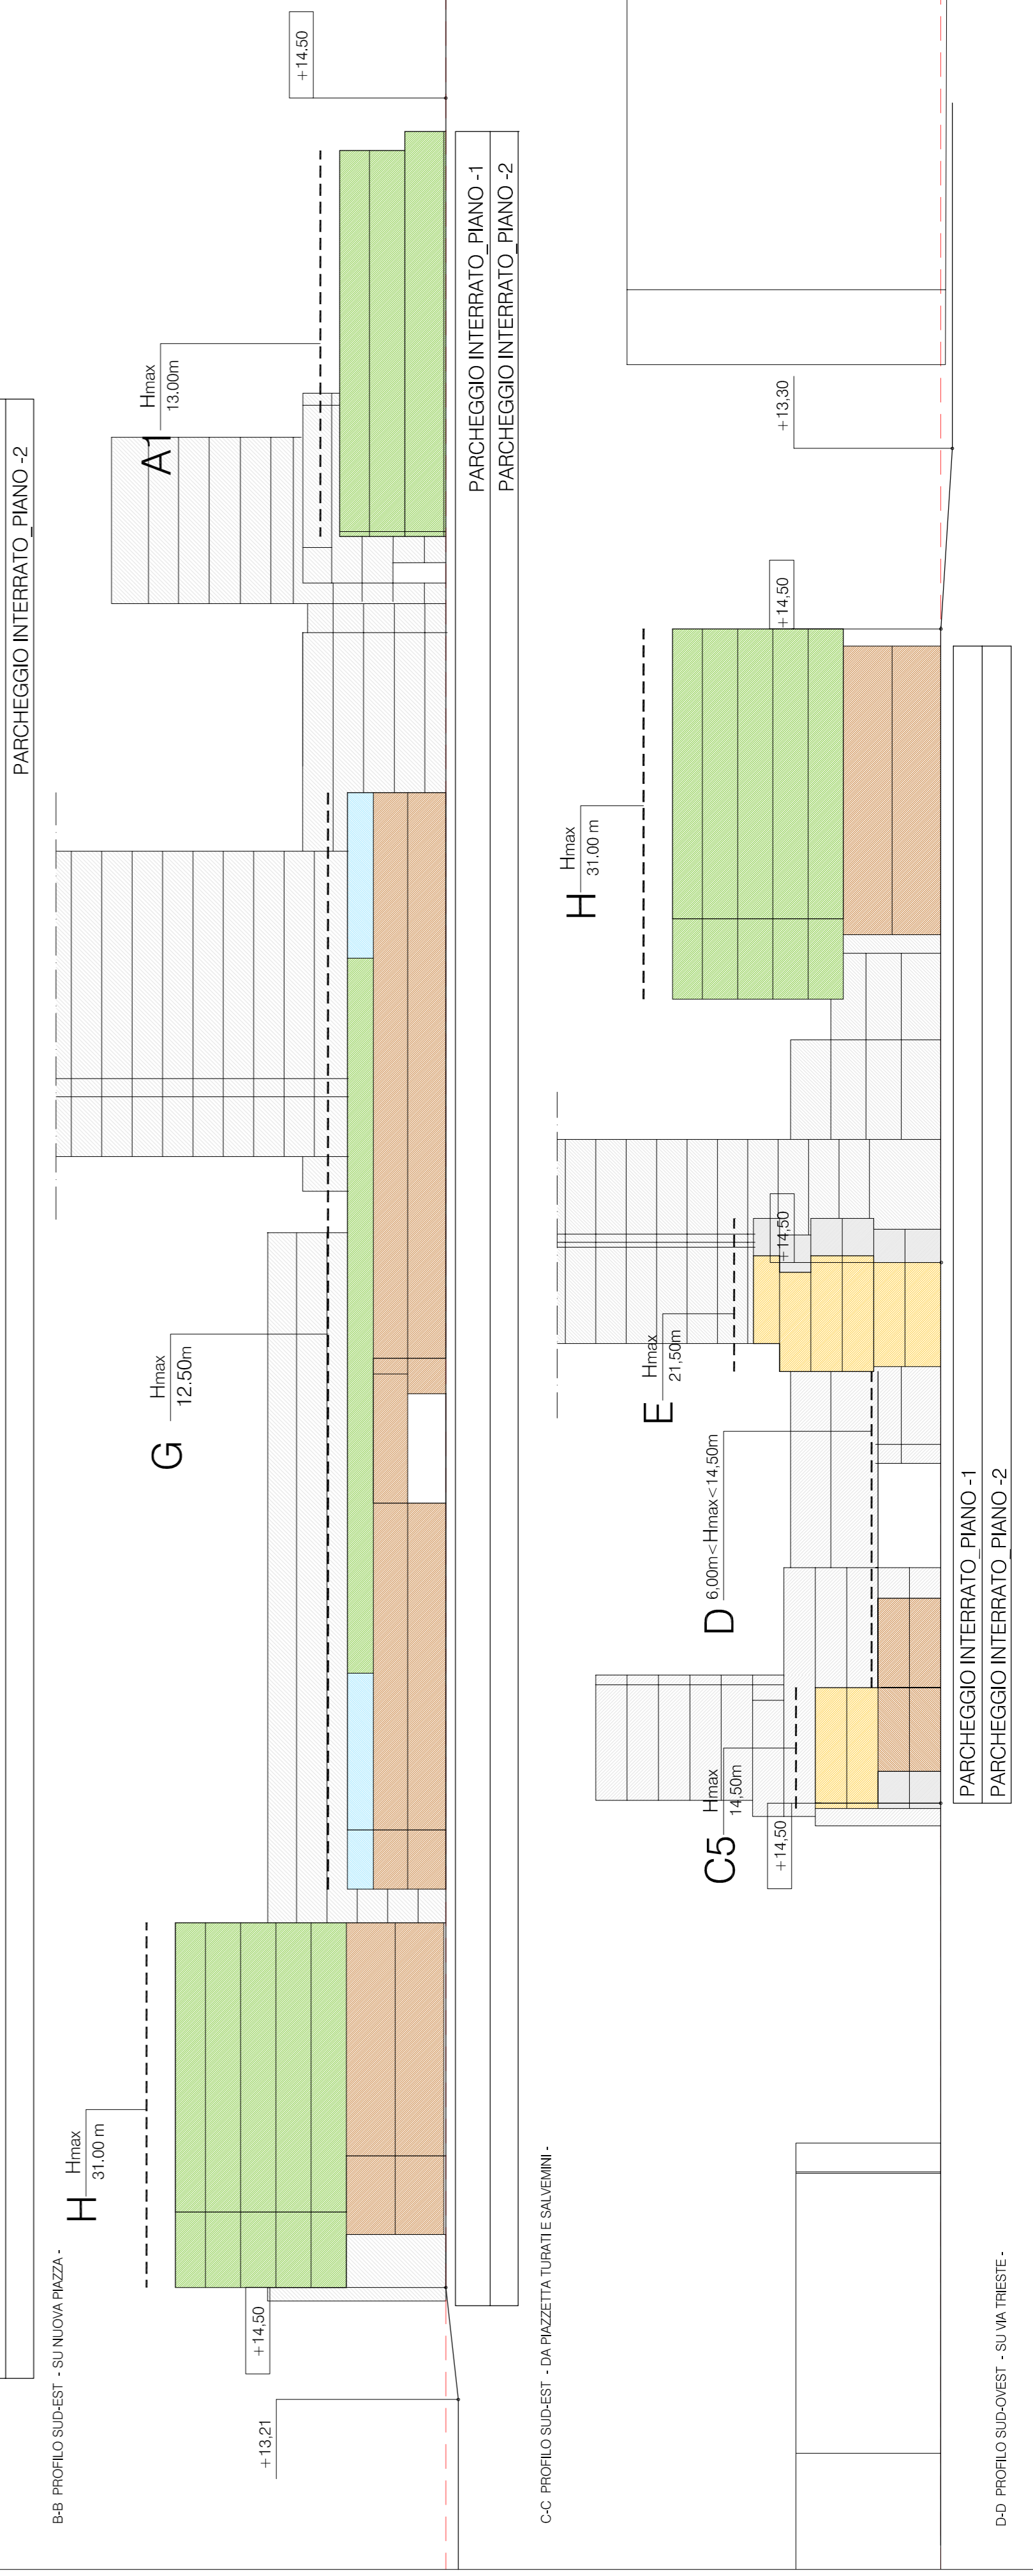 PARCHEGGIO INTERRATO_PIANO -2
B-B PROFILO SUD-EST - SU NUOVA PIAZZA -
+13,21
+14,50
H
Hmax
31.00 m
G
Hmax
12.50m
A1
Hmax
13.00m
+14.50
PARCHEGGIO INTERRATO_PIANO -1
PARCHEGGIO INTERRATO_PIANO -2
C-C PROFILO SUD-EST - DA PIAZZETTA TURATI E SALVEMINI -
+14,50
C5
Hmax
14,50m
D
6,00m<Hmax<14,50m
E
Hmax
21,50m
+14,50
H
Hmax
31.00 m
+14,50
+13,30
PARCHEGGIO INTERRATO_PIANO -1
PARCHEGGIO INTERRATO_PIANO -2
D-D PROFILO SUD-OVEST - SU VIA TRIESTE -